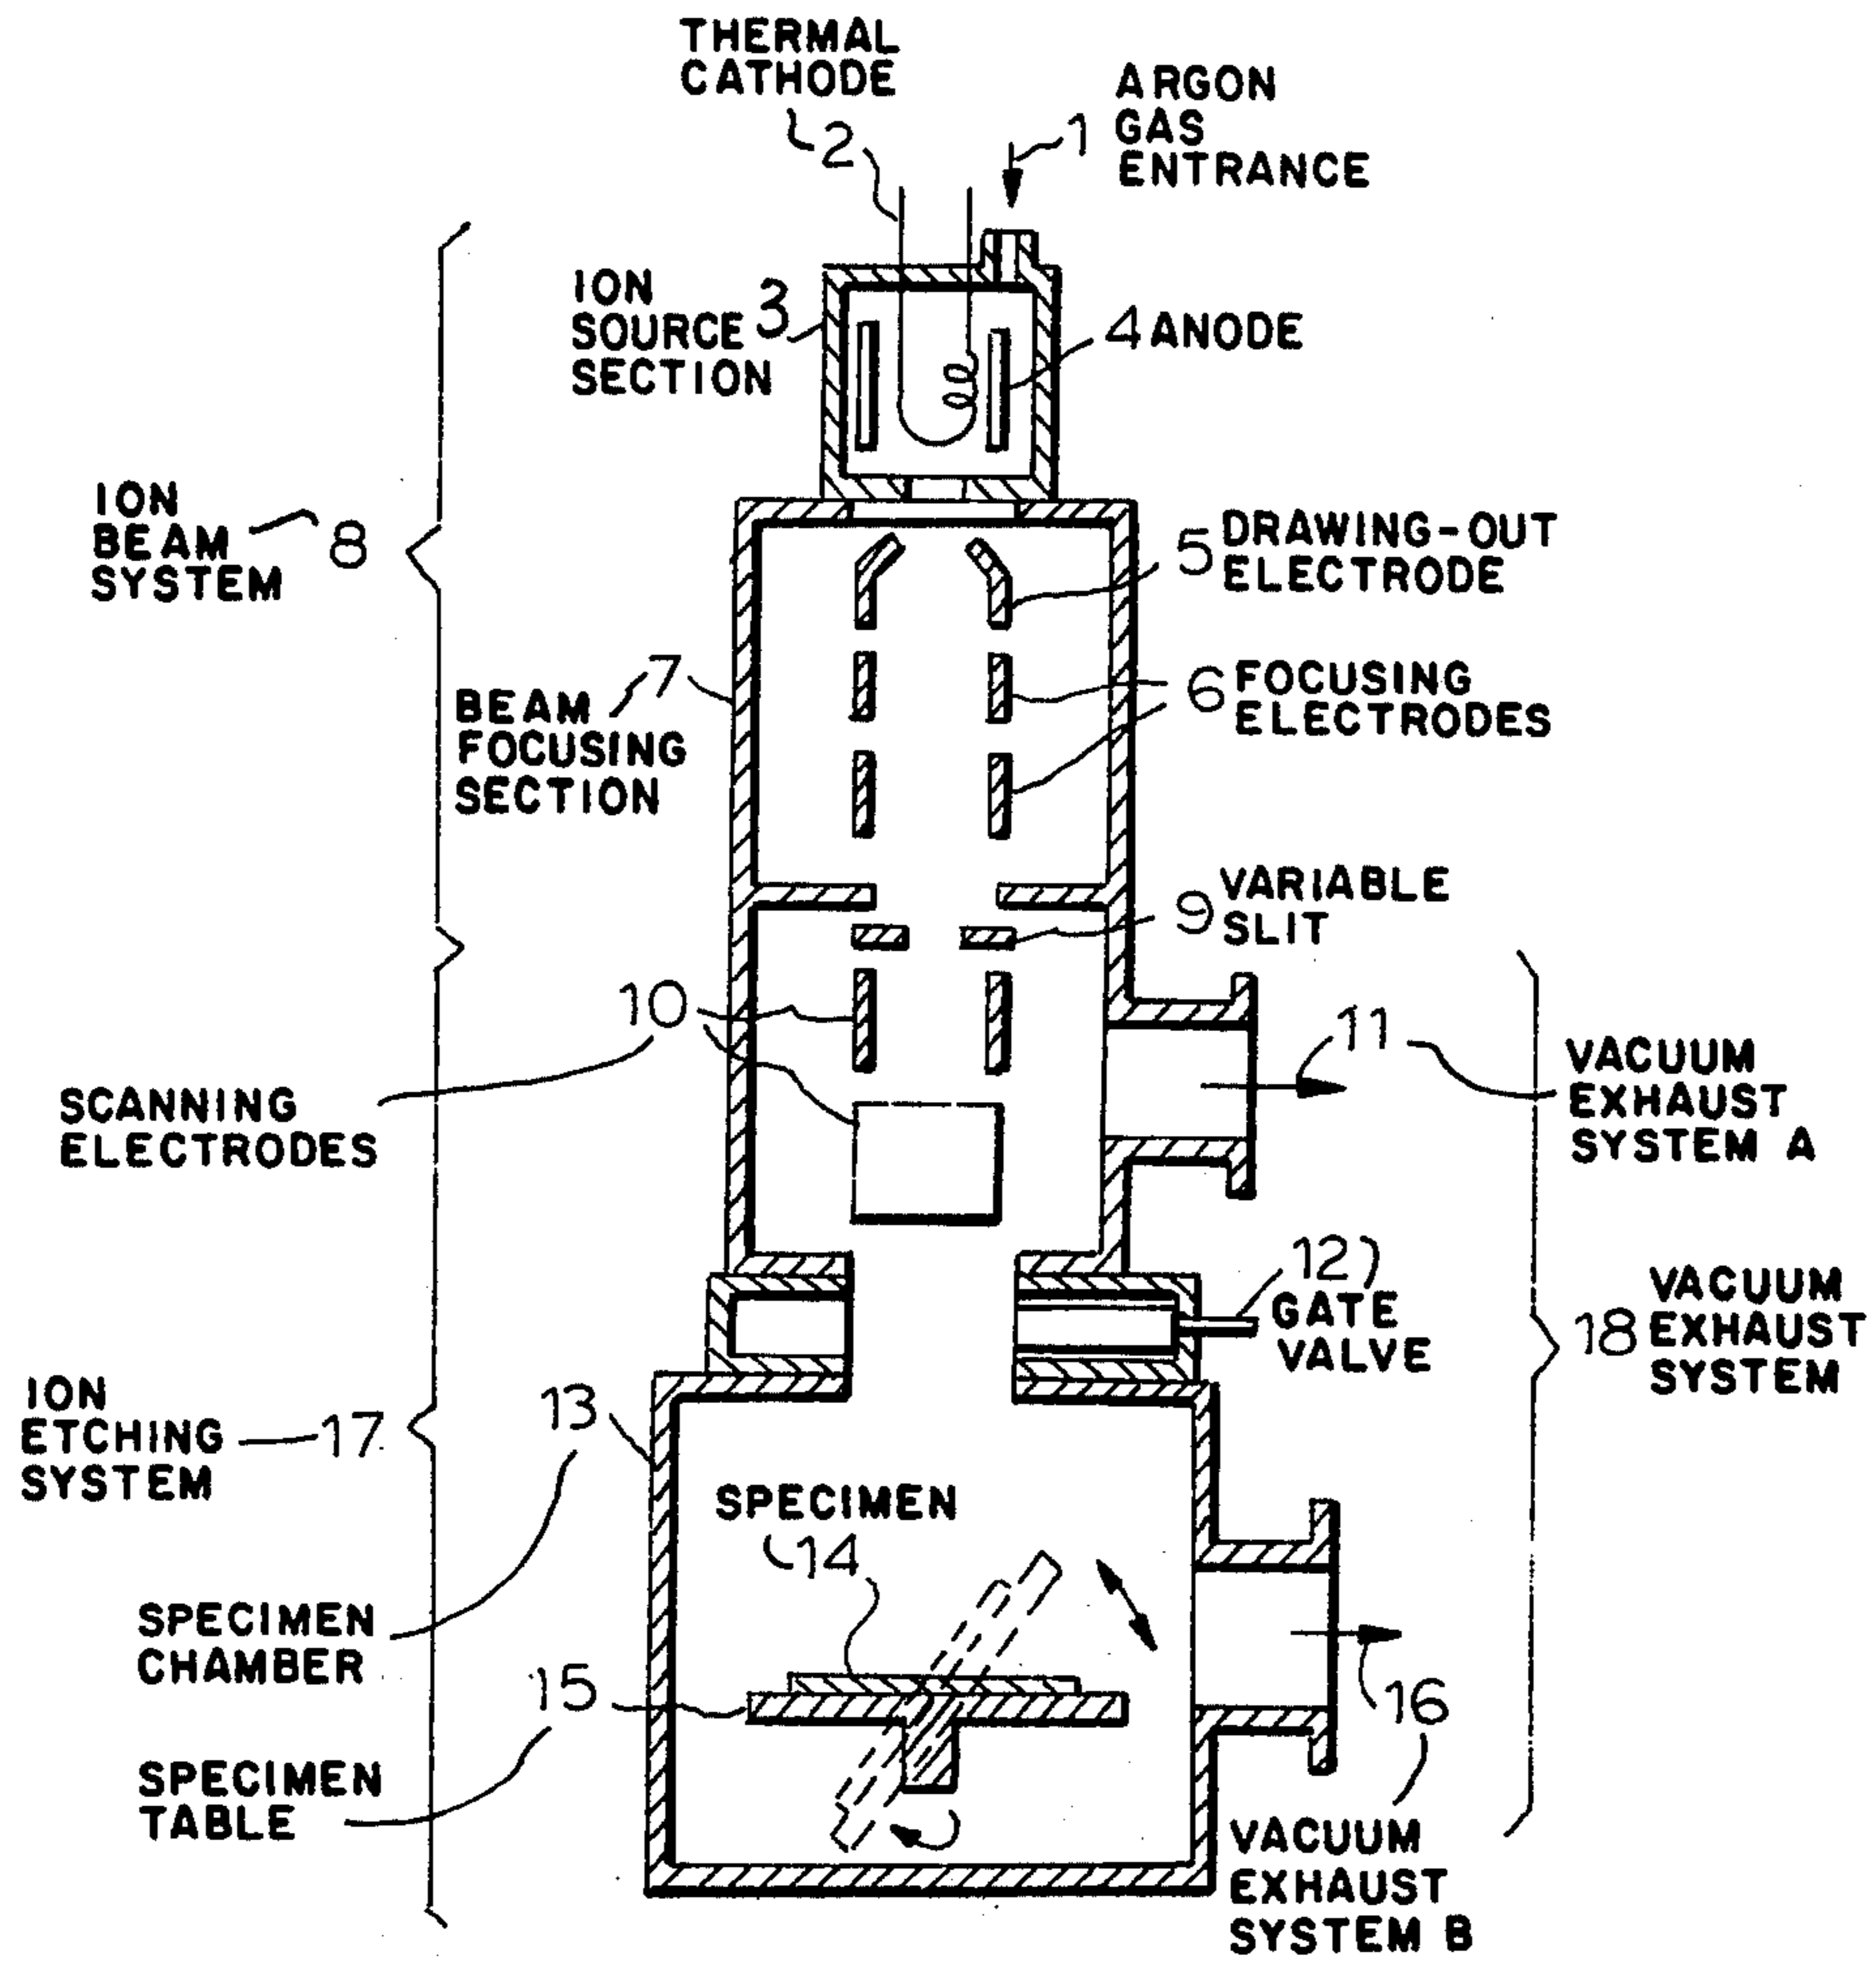 THERMAL
CATHODE
2
1 ARGON
GAS
ENTRANCE
ION
SOURCE 3
SECTION
4 ANODE
ION
BEAM 8
SYSTEM
5 DRAWING-OUT
ELECTRODE
BEAM 7
FOCUSING
SECTION
6 FOCUSING
ELECTRODES
9 VARIABLE
SLIT
10
SCANNING
ELECTRODES
11
VACUUM
EXHAUST
SYSTEM A
12)
GATE
VALVE
18 VACUUM
EXHAUST
SYSTEM
ION
ETCHING 17
SYSTEM
13
SPECIMEN
14
SPECIMEN
CHAMBER
15
SPECIMEN
TABLE
16
VACUUM
EXHAUST
SYSTEM B